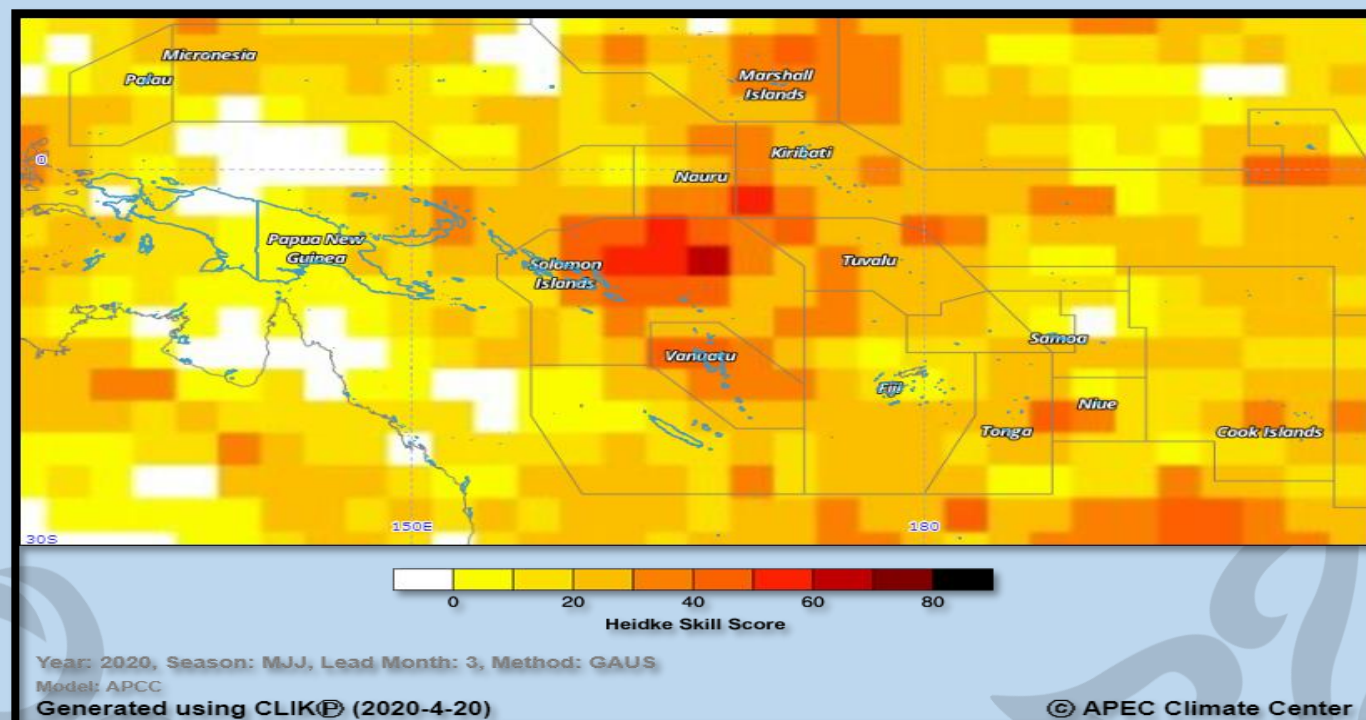 Micronesia
Palau
Marshall
Islands
Kiribati
0
Nauru
Papua New
Guinea
Solomon
Islands
Tuvalu
Samoa
Vanuatu
Fiji
Niue
Tonga
Cook Islands
150E
180
30S
0 20 40 60 80
Heidke Skill Score
Year: 2020, Season: MJJ, Lead Month: 3, Method: GAUS
Model: APCC
Generated using CLIKⓅ (2020-4-20)
© APEC Climate Center